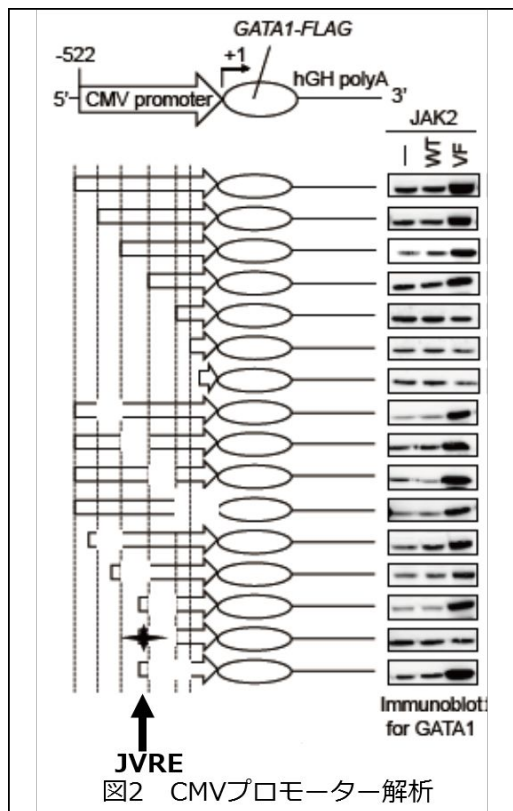 GATA1-FLAG
-522
+1
5' CMV promoter hGH polyA 3'
JAK2
— WT VF
Immunoblot
for GATA1
JVRE
図2 CMVプロモーター解析